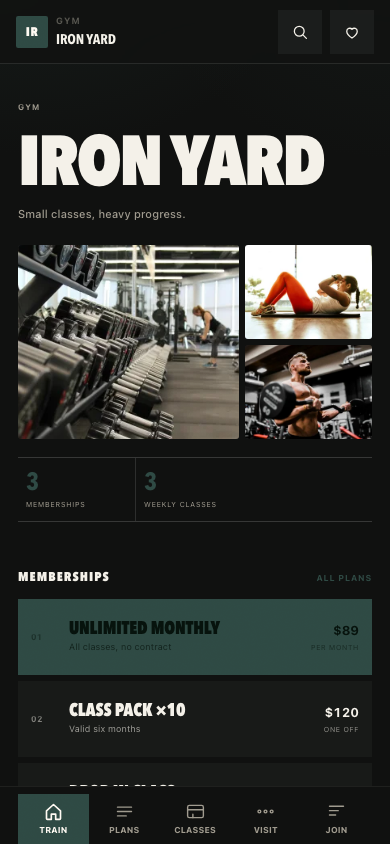 IR
GYM
IRON YARD
GYM
IRON YARD
Small classes, heavy progress.
3
MEMBERSHIPS
3
WEEKLY CLASSES
MEMBERSHIPS
ALL PLANS
01
UNLIMITED MONTHLY
All classes, no contract
$89
PER MONTH
02
CLASS PACK ×10
Valid six months
$120
ONE OFF
TRAIN
PLANS
CLASSES
VISIT
JOIN